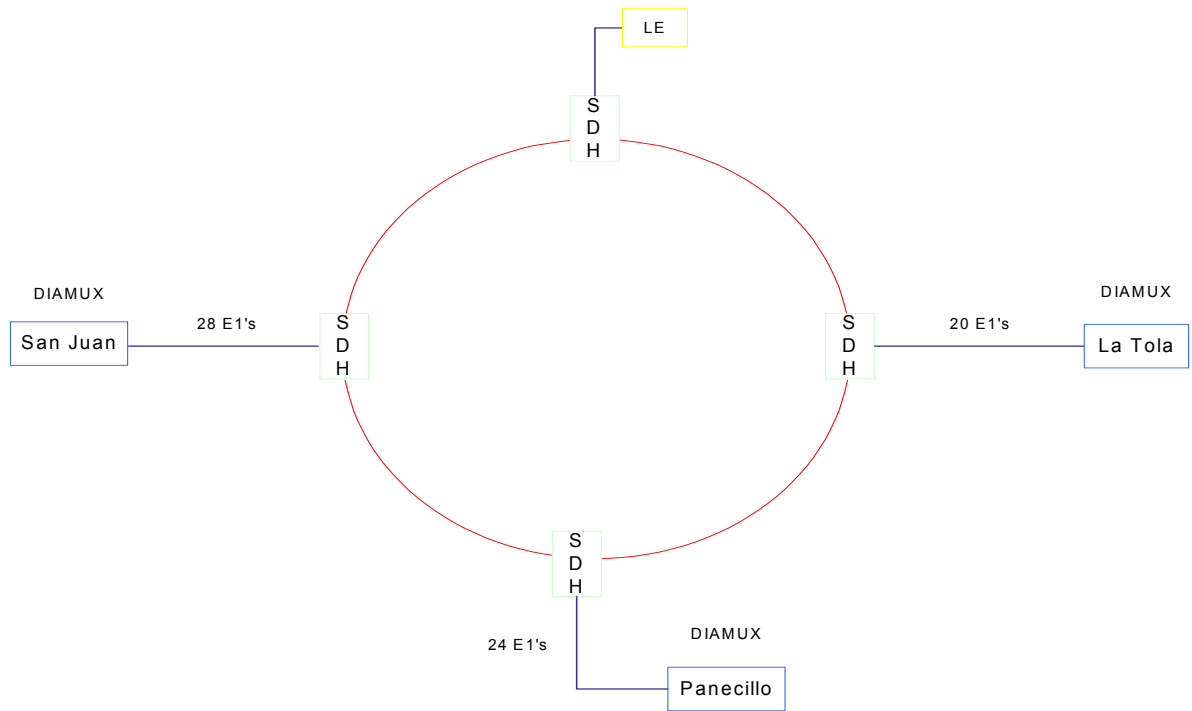 LE
S
D
H
DIAMUX
San Juan
28 E1's
S
D
H
S
D
H
20 E1's
DIAMUX
La Tola
S
D
H
24 E1's
DIAMUX
Panecillo